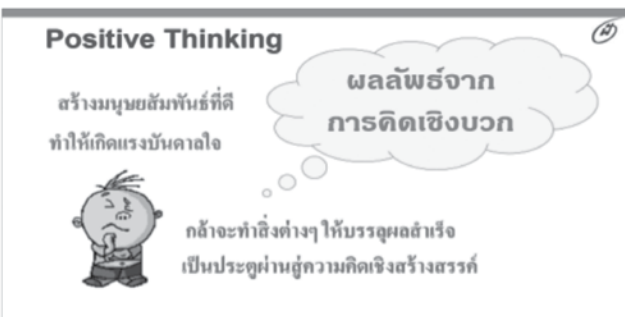 Positive Thinking
ผลลัพธ์จาก
การคิดเชิงบวก
สร้างมนุษยสัมพันธ์ที่ดี
ทำให้เกิดแรงบันดาลใจ
กล้าจะทำสิ่งต่างๆ ให้บรรลุผลสำเร็จ
เป็นประตูผ่านสู่ความคิดเชิงสร้างสรรค์